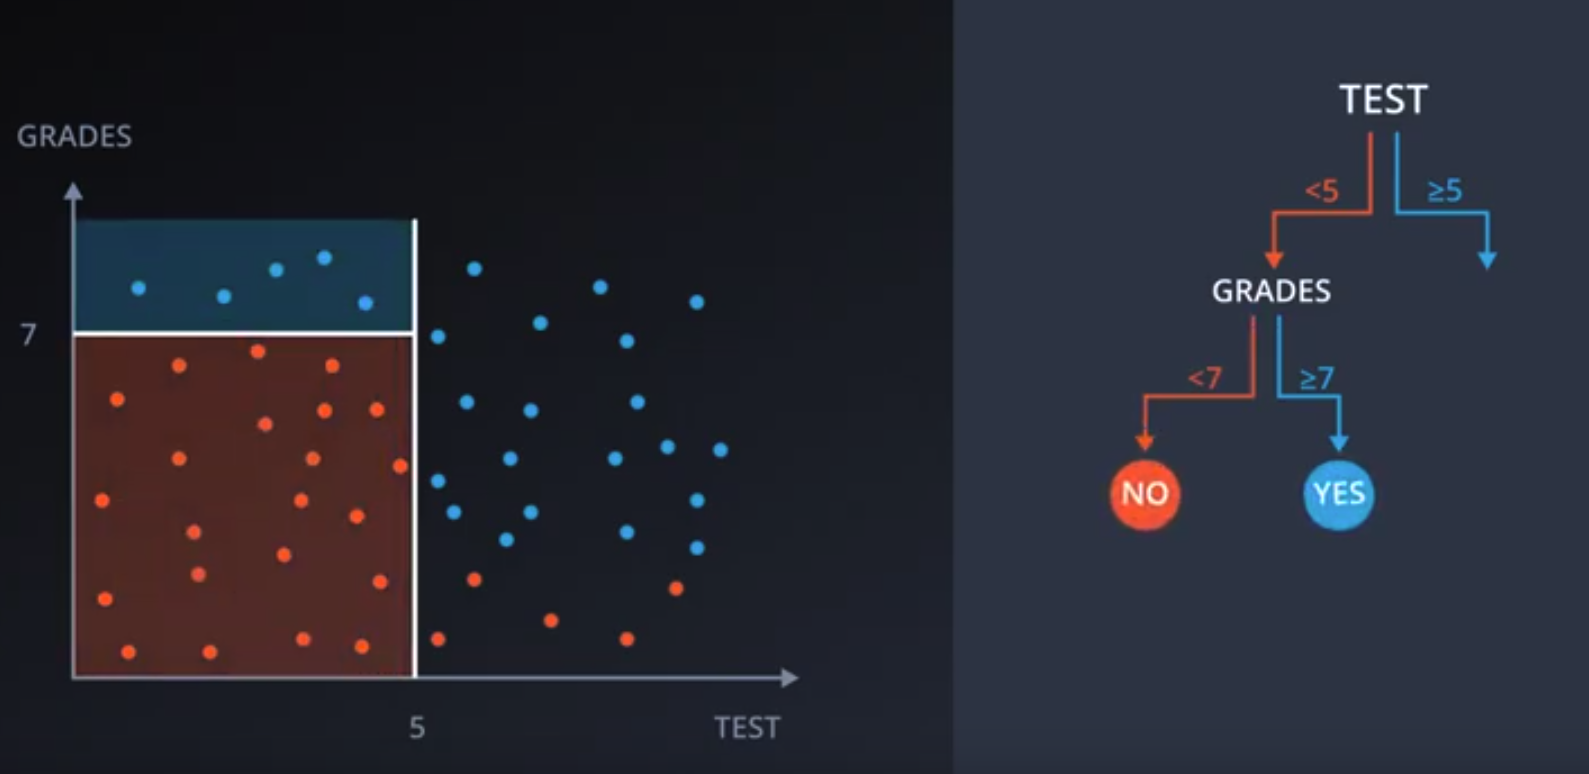 GRADES
7
5
TEST
TEST
<5
≥5
GRADES
<7
≥7
NO
YES